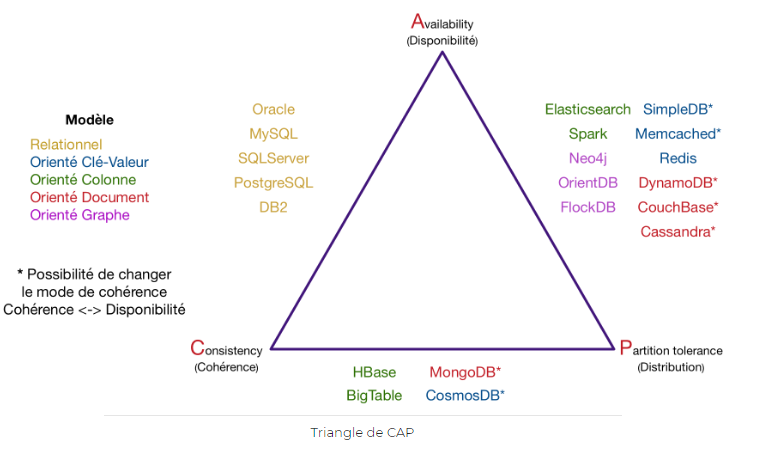 Availability
(Disponibilité)
Modèle
Relationnel
Orienté Clé-Valeur
Orienté Colonne
Orienté Document
Orienté Graphe
* Possibilité de changer
le mode de cohérence
Cohérence <-> Disponibilité
Oracle
MySQL
SQLServer
PostgreSQL
DB2
Elasticsearch SimpleDB*
Spark Memcached*
Neo4j Redis
OrientDB DynamoDB*
FlockDB CouchBase*
Cassandra*
Consistency
(Cohérence)
Partition tolerance
(Distribution)
HBase MongoDB*
BigTable CosmosDB*
Triangle de CAP